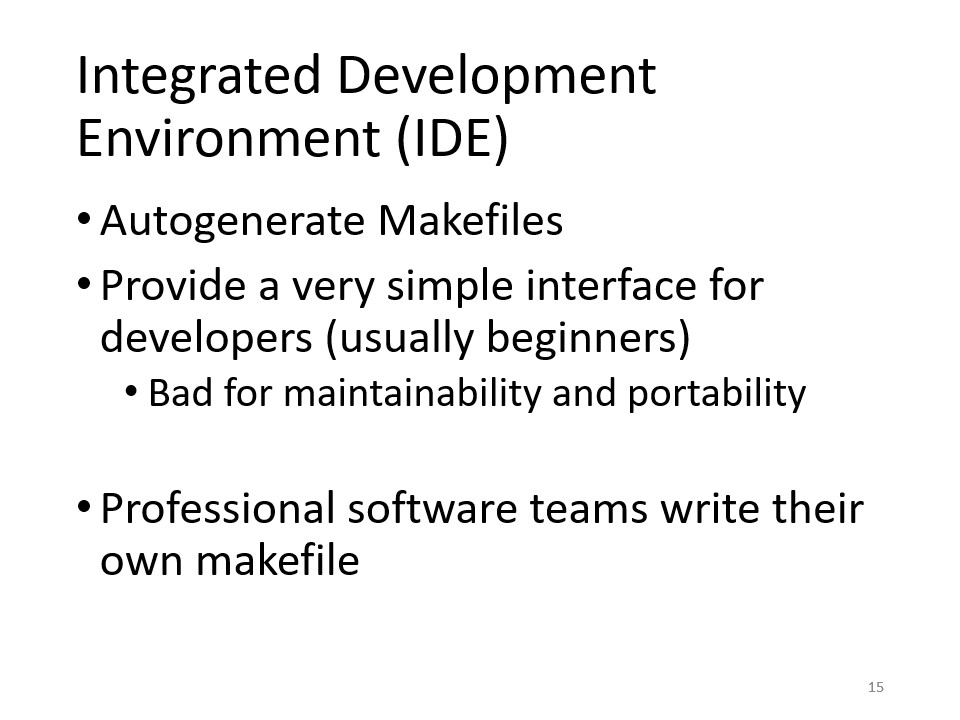 Integrated Development
Environment (IDE)
• Autogenerate Makefiles
• Provide a very simple interface for
developers (usually beginners)
• Bad for maintainability and portability
• Professional software teams write their
own makefile
15